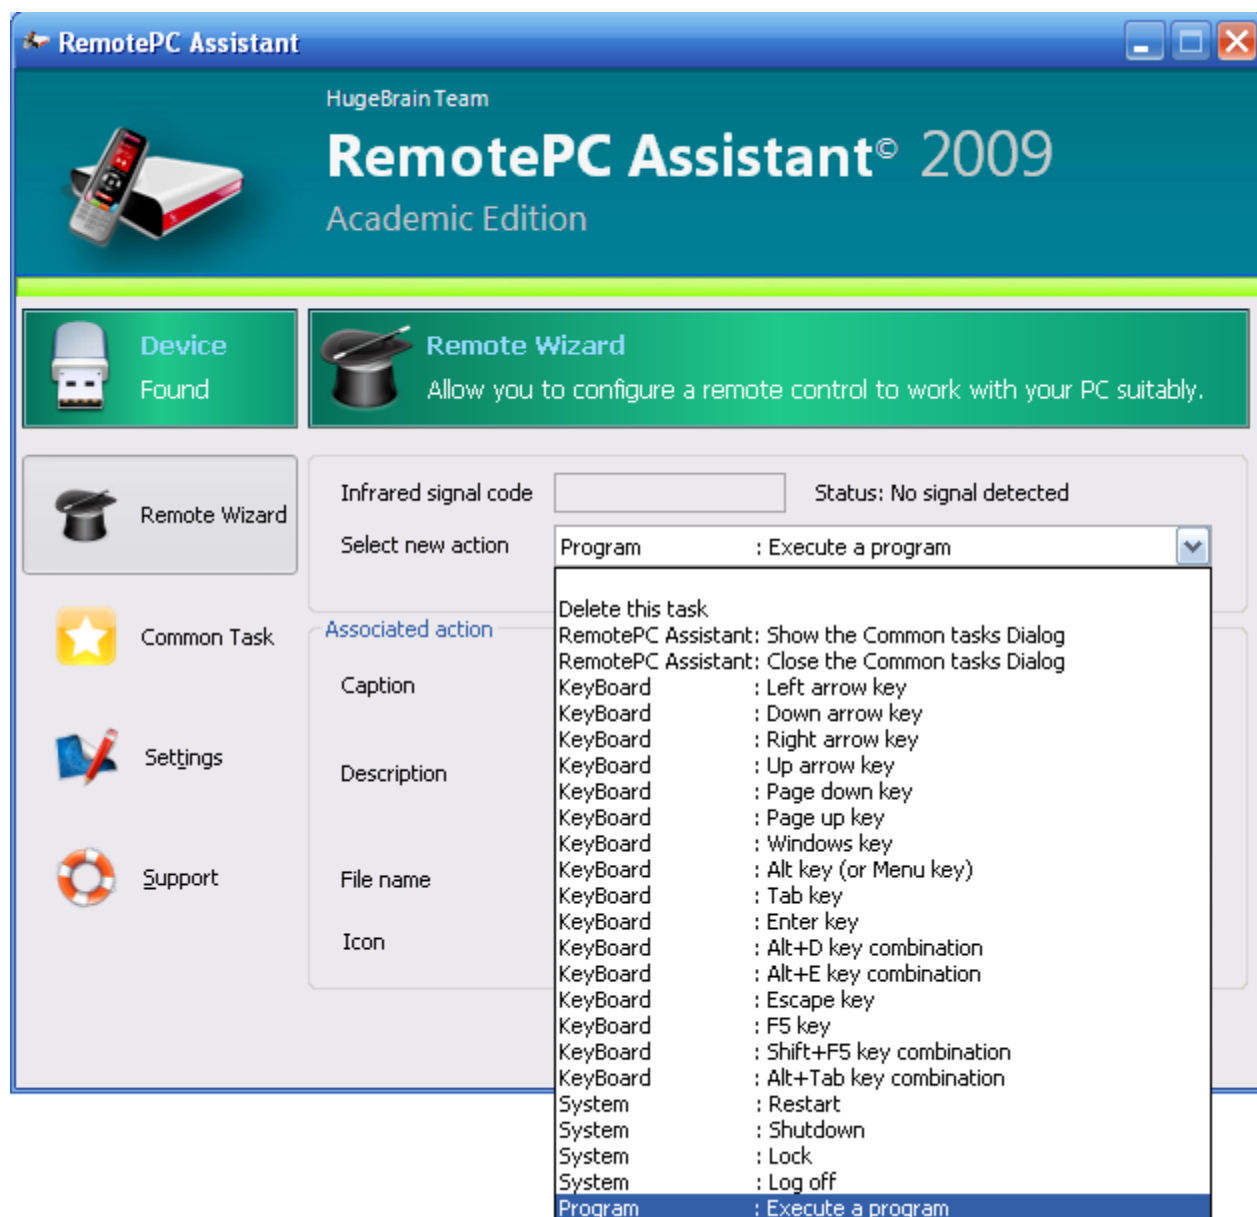 RemotePC Assistant
HugeBrain Team
RemotePC Assistant© 2009
Academic Edition
Device
Found
Remote Wizard
Allow you to configure a remote control to work with your PC suitably.
Remote Wizard
Common Task
Settings
Support
Infrared signal code
Status: No signal detected
Select new action
Program : Execute a program
Associated action
Caption
Description
File name
Icon
Delete this task
RemotePC Assistant: Show the Common tasks Dialog
RemotePC Assistant: Close the Common tasks Dialog
KeyBoard : Left arrow key
KeyBoard : Down arrow key
KeyBoard : Right arrow key
KeyBoard : Up arrow key
KeyBoard : Page down key
KeyBoard : Page up key
KeyBoard : Windows key
KeyBoard : Alt key (or Menu key)
KeyBoard : Tab key
KeyBoard : Enter key
KeyBoard : Alt+D key combination
KeyBoard : Alt+E key combination
KeyBoard : Escape key
KeyBoard : F5 key
KeyBoard : Shift+F5 key combination
KeyBoard : Alt+Tab key combination
System : Restart
System : Shutdown
System : Lock
System : Log off
Program : Execute a program